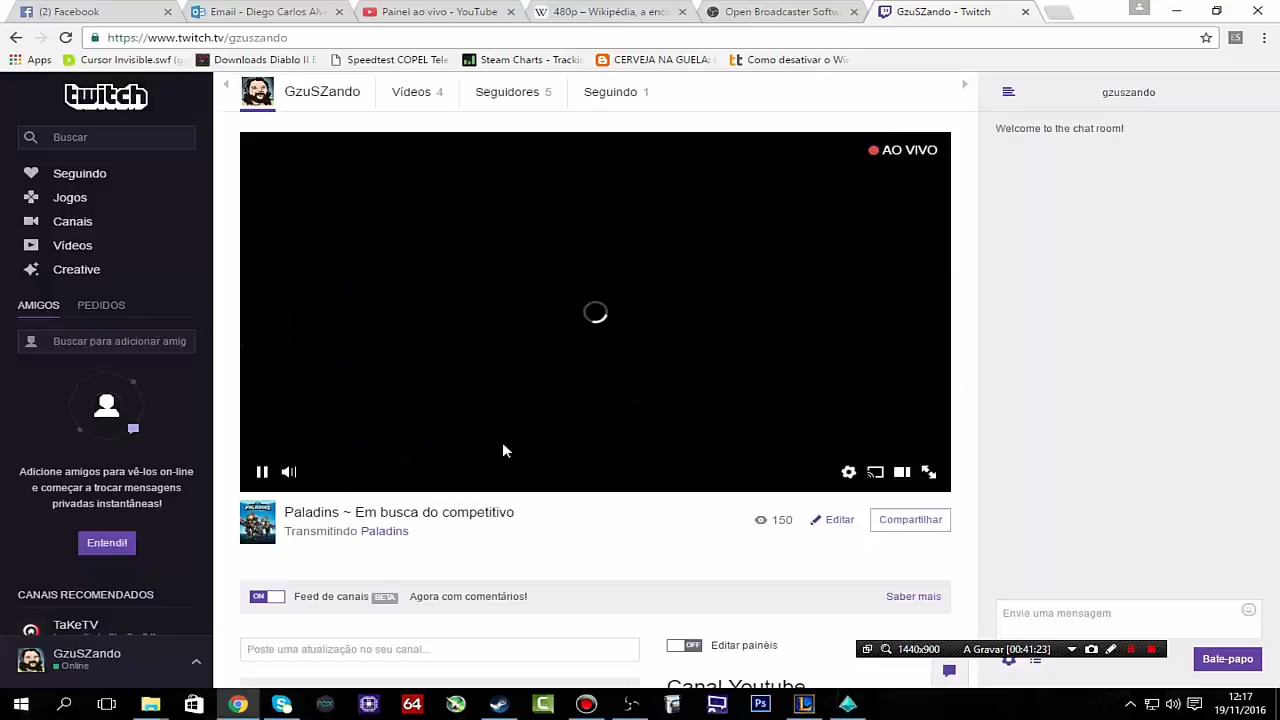 (2) Facebook
Email - Diego Carlos Alv
Painel ao vivo - YouTube
480p – Wikipédia, a enci
Open Broadcaster Softw
GzuSZando - Twitch
https://www.twitch.tv/gzuszando
ES
Apps
Cursor Invisible.swf (g
Downloads Diablo II E
Speedtest COPEL Tele
Steam Charts - Trackin
CERVEJA NA GUELA:
Como desativar o Win
twitch
Buscar
Seguindo
Jogos
Canais
Vídeos
Creative
AMIGOS PEDIDOS
Buscar para adicionar amig
Adicione amigos para vê-los on-line
e começar a trocar mensagens
privadas instantâneas!
Entendi!
CANAIS RECOMENDADOS
TaKeTV
GzuSZando
Online
GzuSZando
Vídeos 4
Seguidores 5
Seguindo 1
AO VIVO
Paladins ~ Em busca do competitivo
Transmitindo Paladins
150
Editar
Compartilhar
ON
Feed de canais BETA Agora com comentários!
Saber mais
Poste uma atualização no seu canal...
OFF Editar painéis
Canal Youtube
gzuszando
Welcome to the chat room!
Envie uma mensagem
1440x900
A Gravar [00:41:23]
Bate-papo
64
Ps
12:17
19/11/2016